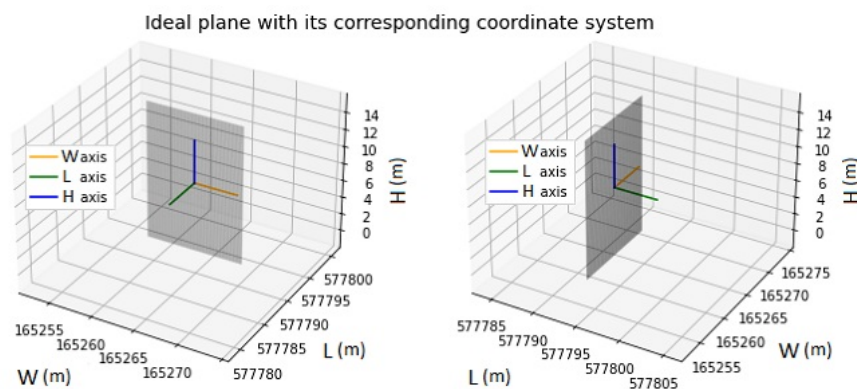 Ideal plane with its corresponding coordinate system
W axis
L axis
H axis
14
12
10
8
6
4
2
0
H (m)
165255
165260
165265
165270
W (m)
577780
577785
577790
577795
577800
L (m)
W axis
L axis
H axis
14
12
10
8
6
4
2
0
H (m)
577785
577790
577795
577800
577805
L (m)
165255
165260
165265
165270
165275
W (m)